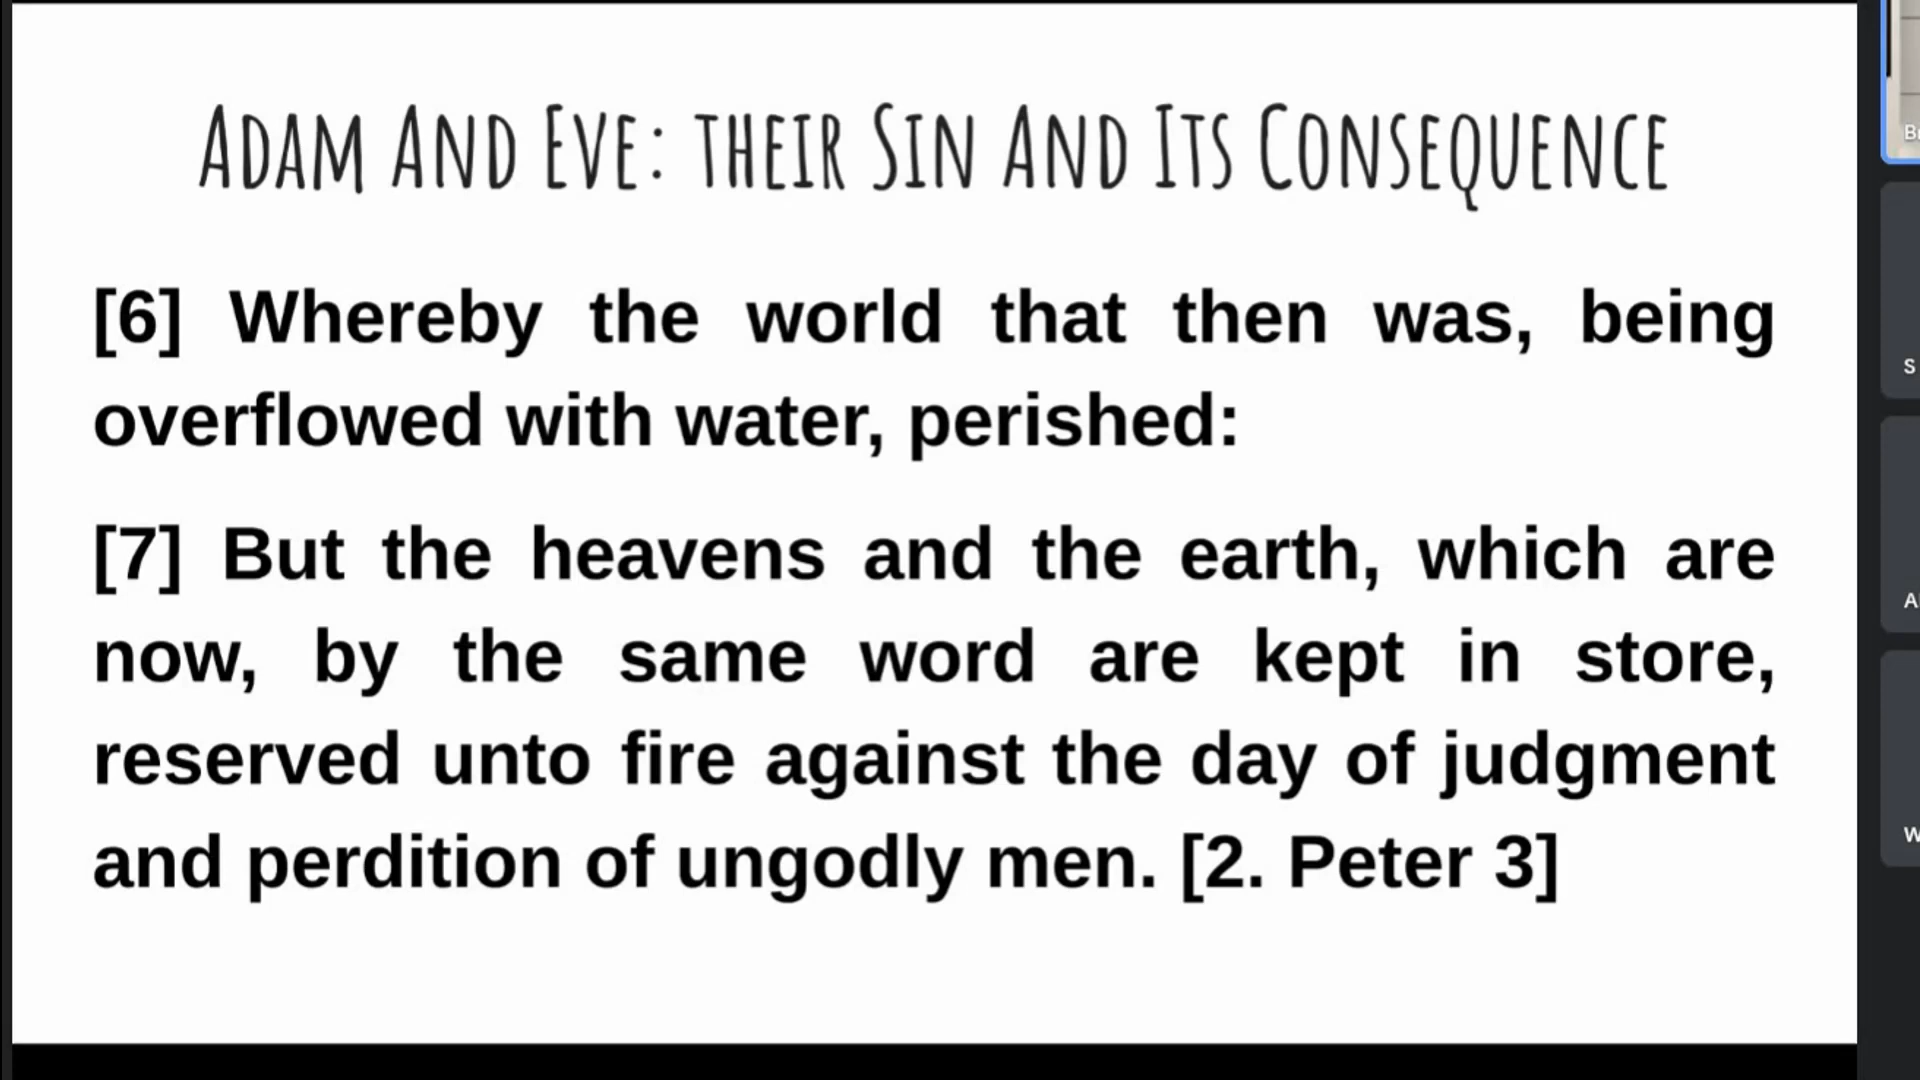 ADAM AND EVE: THEIR SIN AND ITS CONSEQUENCE
[6] Whereby the world that then was, being
overflowed with water, perished:
[7] But the heavens and the earth, which are
now, by the same word are kept in store,
reserved unto fire against the day of judgment
and perdition of ungodly men. [2. Peter 3]
S